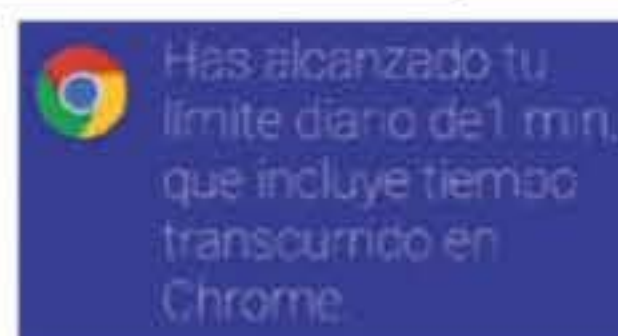 Has alcanzado tu
límite diario de1 min,
que incluye tiempo
transcurrido en
Chrome.